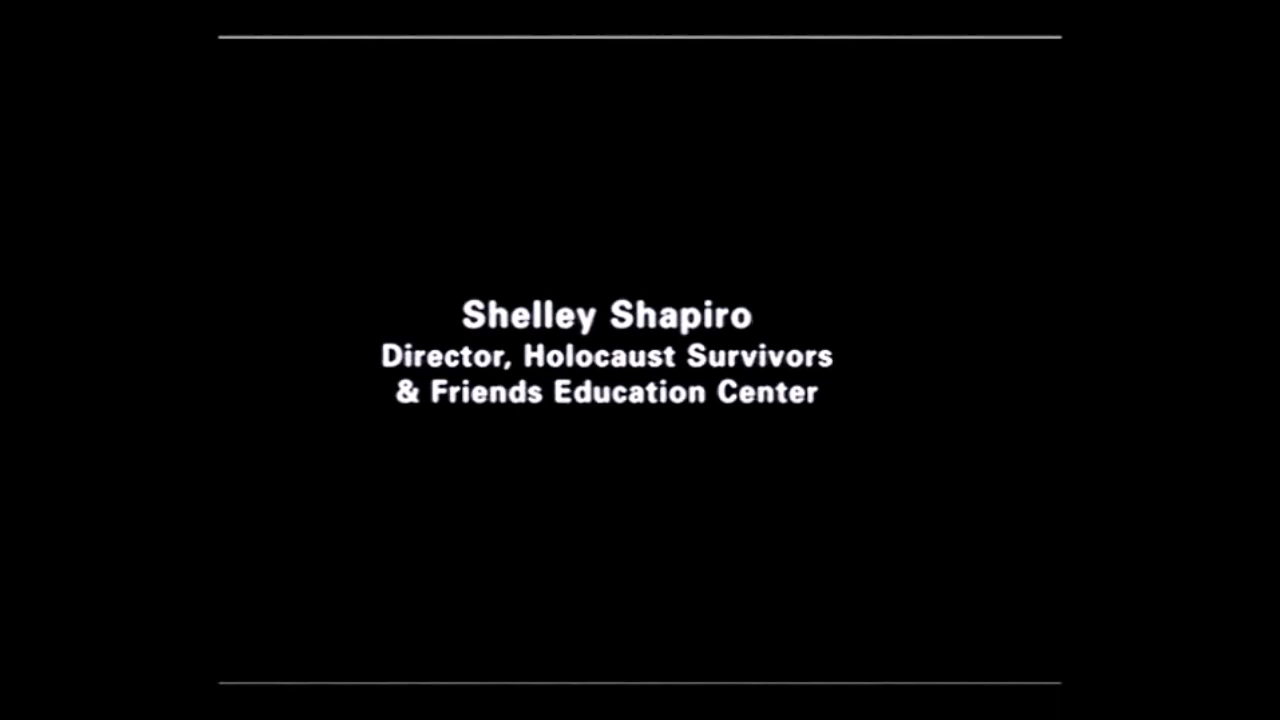 Shelley Shapiro
Director, Holocaust Survivors
& Friends Education Center